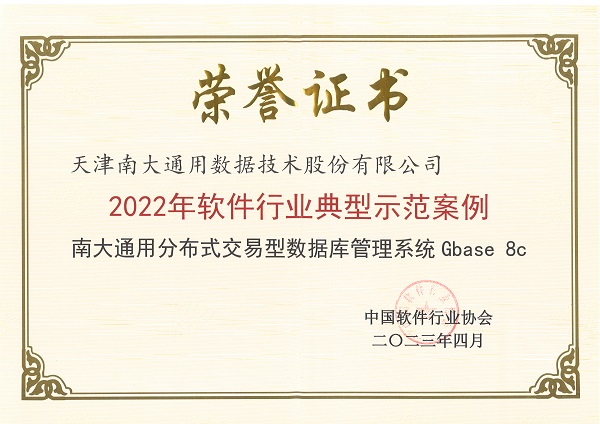 荣誉证书
天津南大通用数据技术股份有限公司
2022年软件行业典型示范案例
南大通用分布式交易型数据库管理系统 Gbase 8c
中国软件行业协会
二〇二三年四月